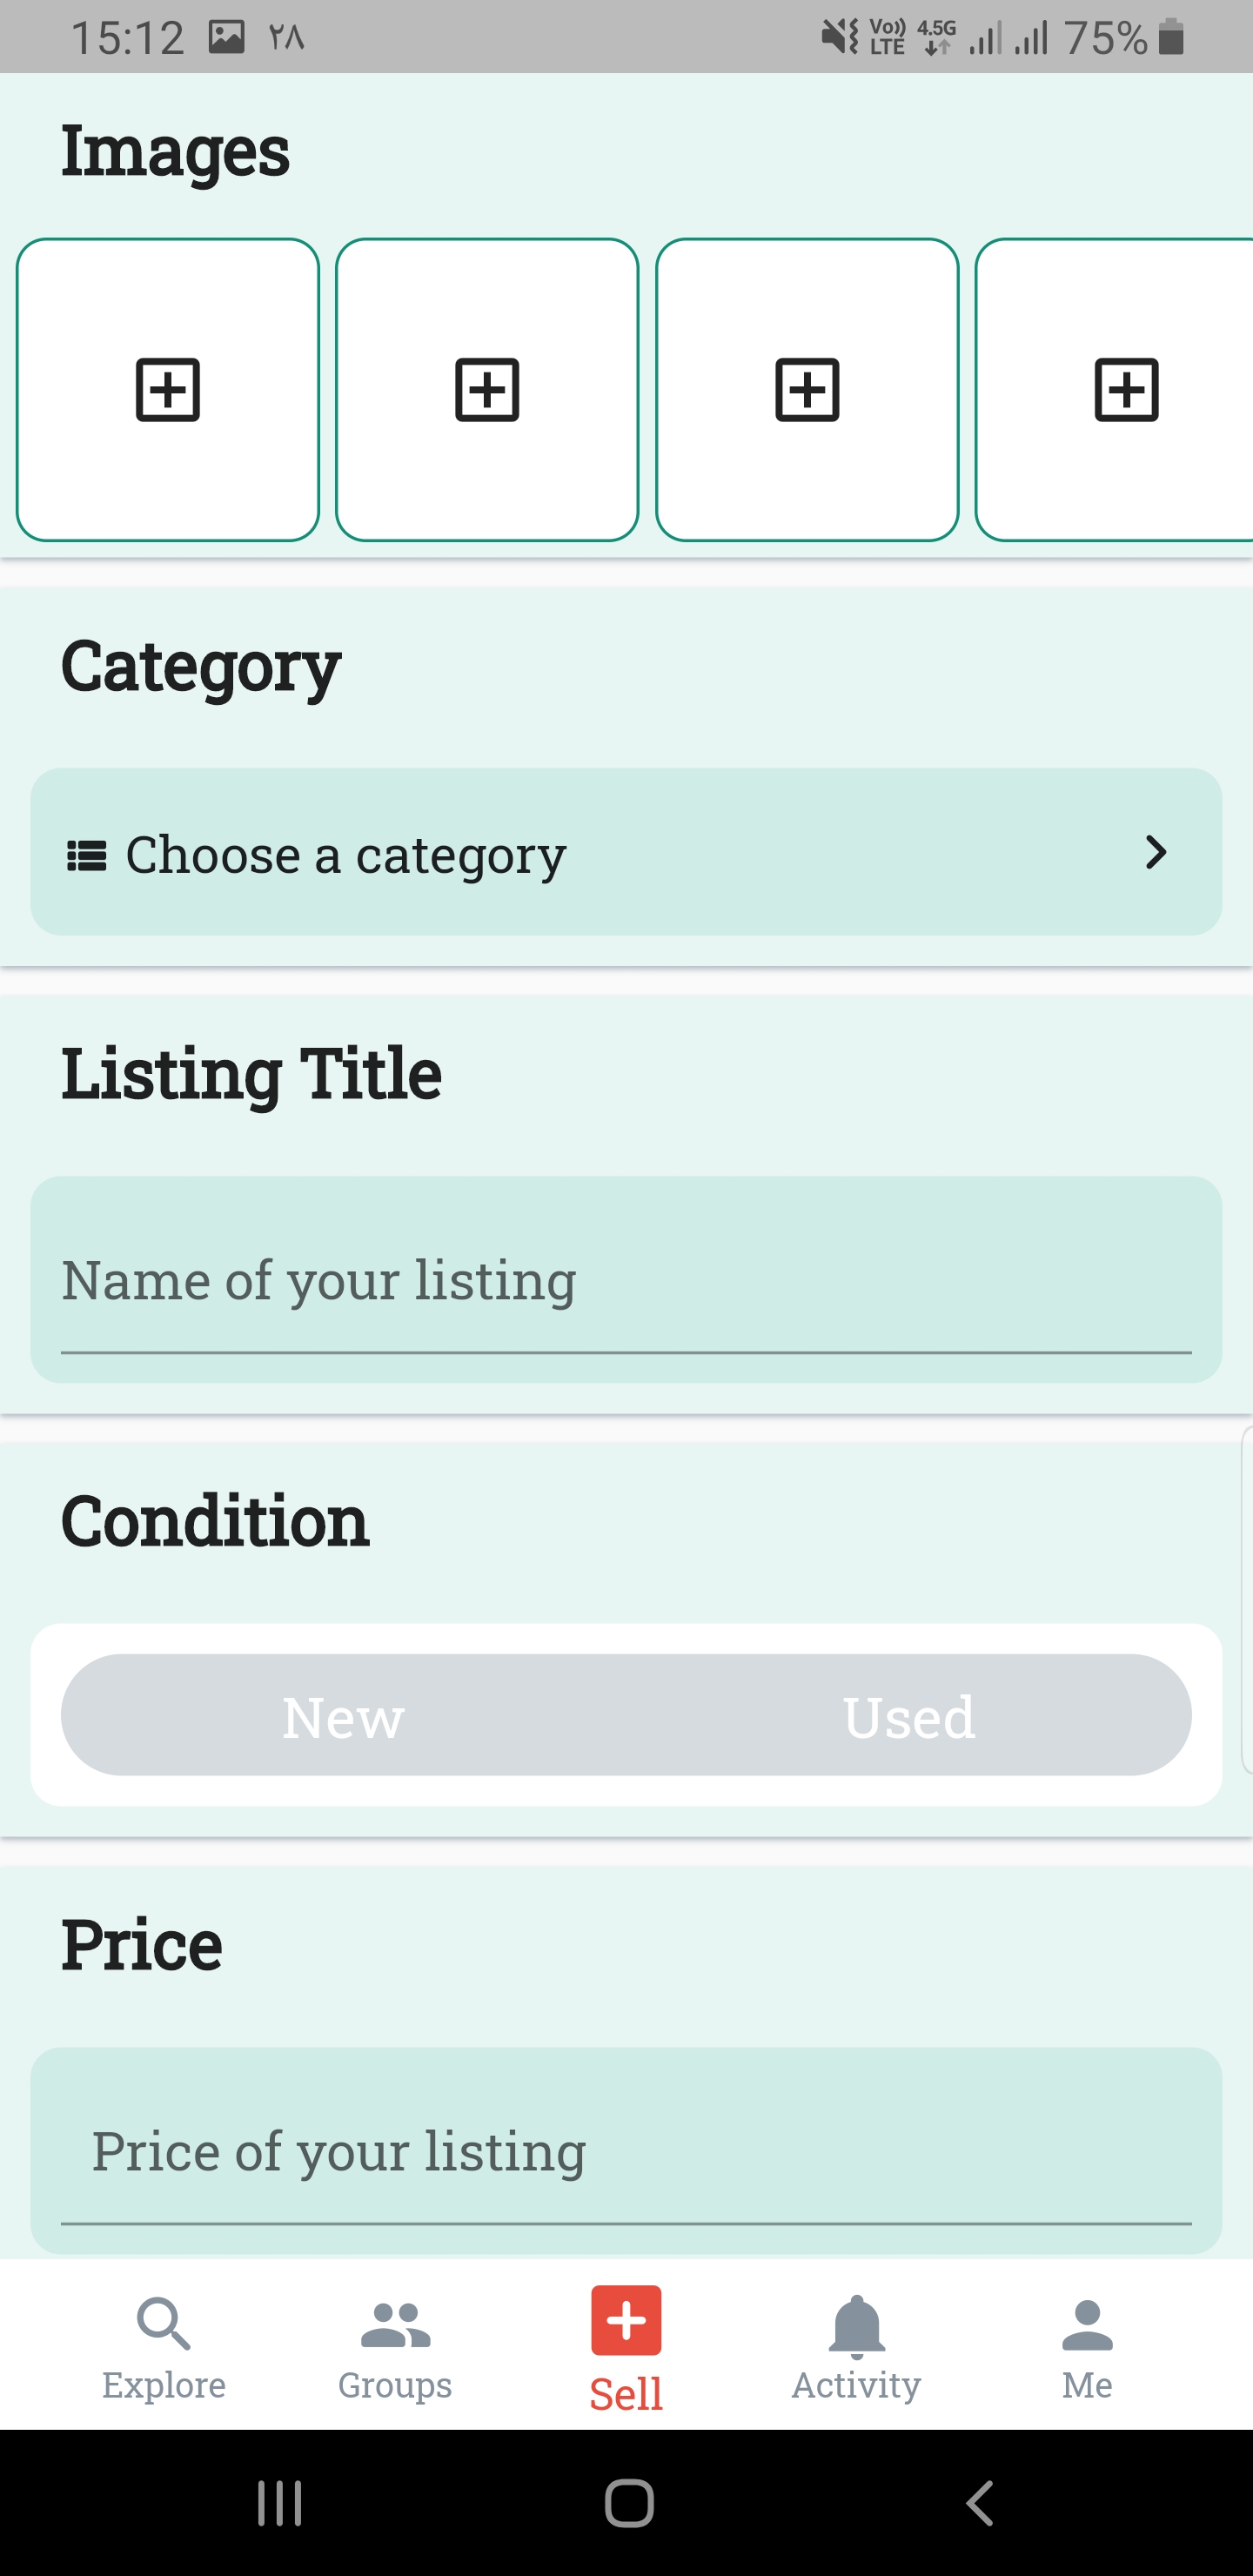 15:12 ٢٨ Vo)) LTE 4.5G 75%
Images
Category
Choose a category
Listing Title
Name of your listing
Condition
New Used
Price
Price of your listing
Explore Groups Sell Activity Me